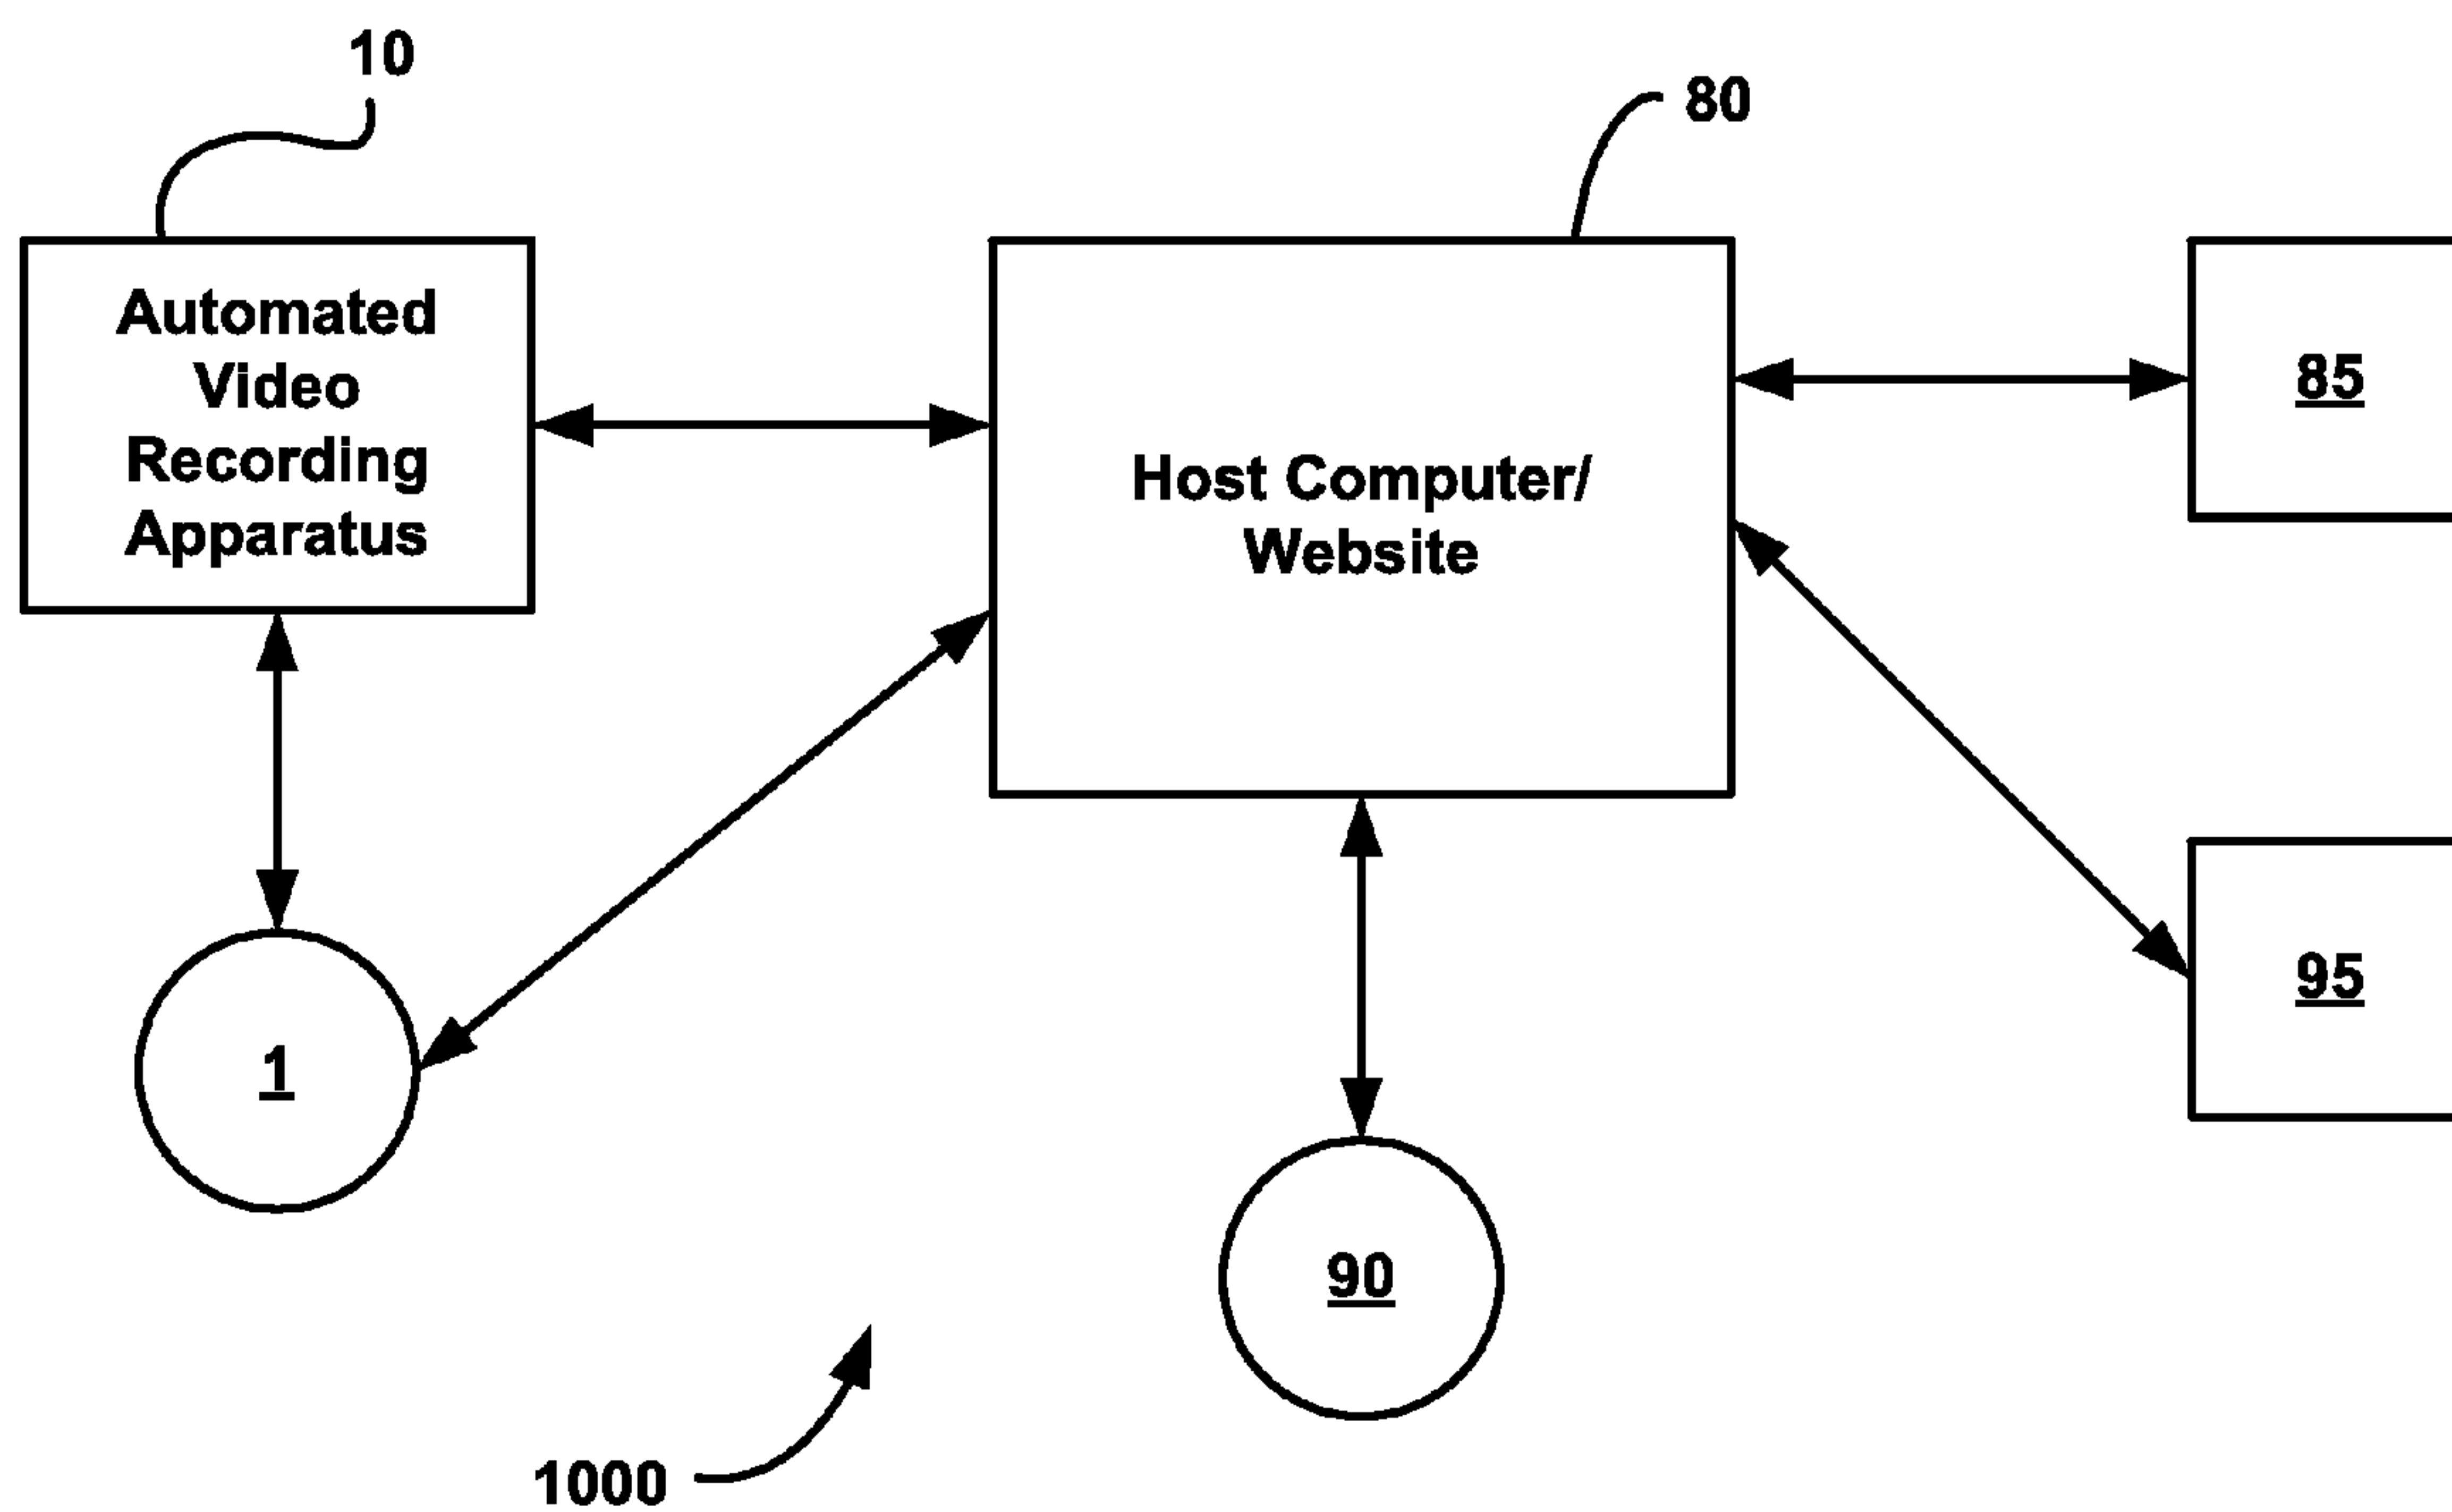 10
80
Automated
Video
Recording
Apparatus
Host Computer/
Website
85
95
1
90
1000